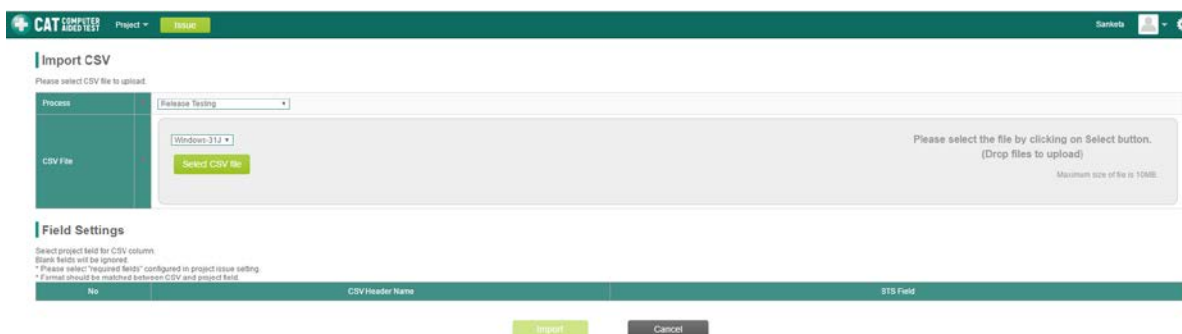 CAT COMPUTER AIDED TEST Project Issue Sanketa
Import CSV
Please select CSV file to upload.
Process Release Testing
Windows-31J
Please select the file by clicking on Select button.
(Drop files to upload)
CSV File Select CSV file
Maximum size of file is 10MB.
Field Settings
Select project field for CSV column.
Blank fields will be ignored.
* Please select "required fields" configured in project issue setting.
* Format should be matched between CSV and project field.
No CSV Header Name BTS Field
Import Cancel